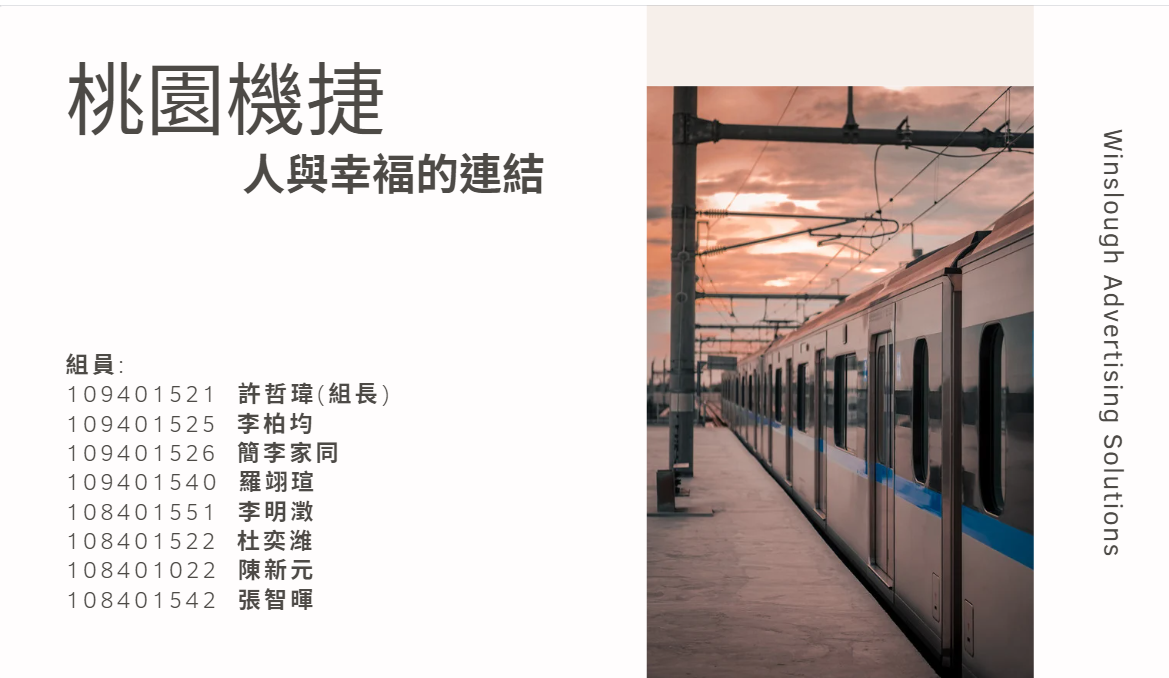 桃園機捷
人與幸福的連結
組員:
109401521 許哲瑋(組長)
109401525 李柏均
109401526 簡李家同
109401540 羅翊瑄
108401551 李明澂
108401522 杜奕濰
108401022 陳新元
108401542 張智暉
Winslough Advertising Solutions